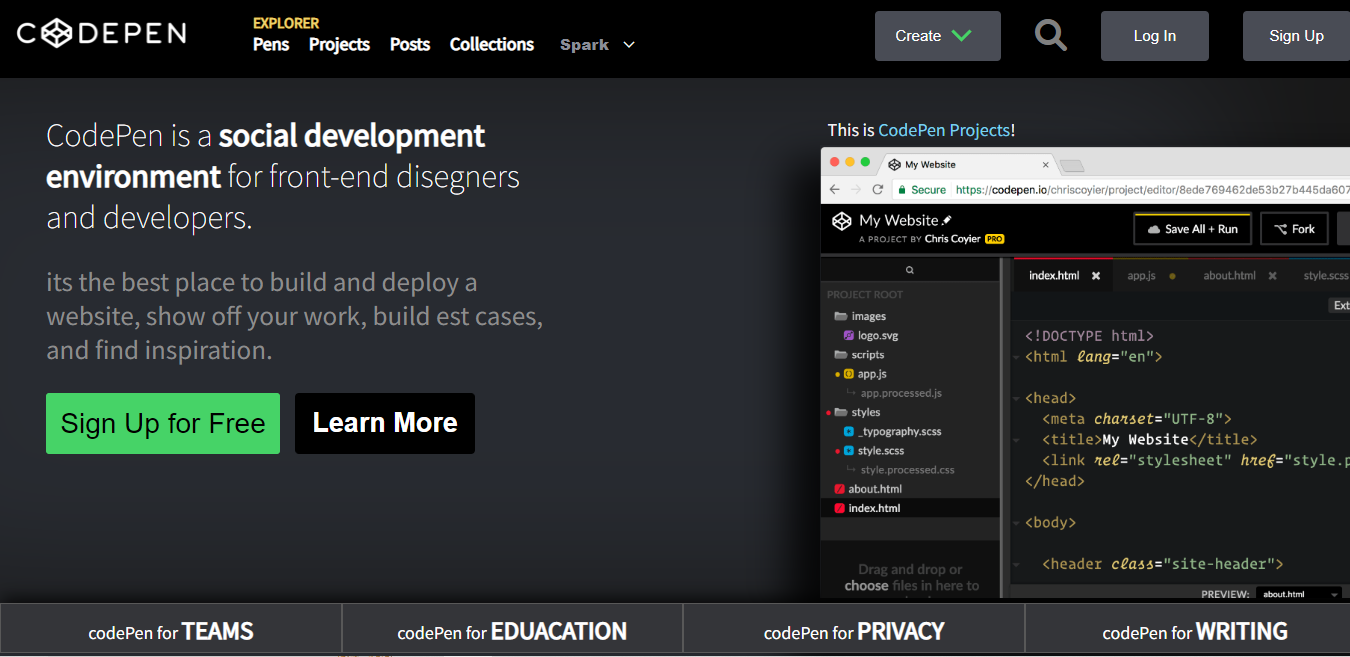 CODEPEN
EXPLORER
Pens Projects Posts Collections Spark
Create
Log In
Sign Up
CodePen is a social development
environment for front-end disegners
and developers.
its the best place to build and deploy a
website, show off your work, build est cases,
and find inspiration.
Sign Up for Free
Learn More
This is CodePen Projects!
My Website
Secure https://codepen.io/chriscoyier/project/editor/8ede769462de53b27b445da607
My Website
A PROJECT BY Chris Coyier PRO
Save All + Run
Fork
PROJECT ROOT
images
logo.svg
scripts
app.js
app.processed.js
styles
_typography.scss
style.scss
style.processed.css
about.html
index.html
Drag and drop or
choose files in here to
index.html app.js about.html style.scss
Ext
<!DOCTYPE html>
<html lang="en">
<head>
<meta charset="UTF-8">
<title>My Website</title>
<link rel="stylesheet" href="style.p
</head>
<body>
<header class="site-header">
PREVIEW: about.html
codePen for TEAMS
codePen for EDUACATION
codePen for PRIVACY
codePen for WRITING